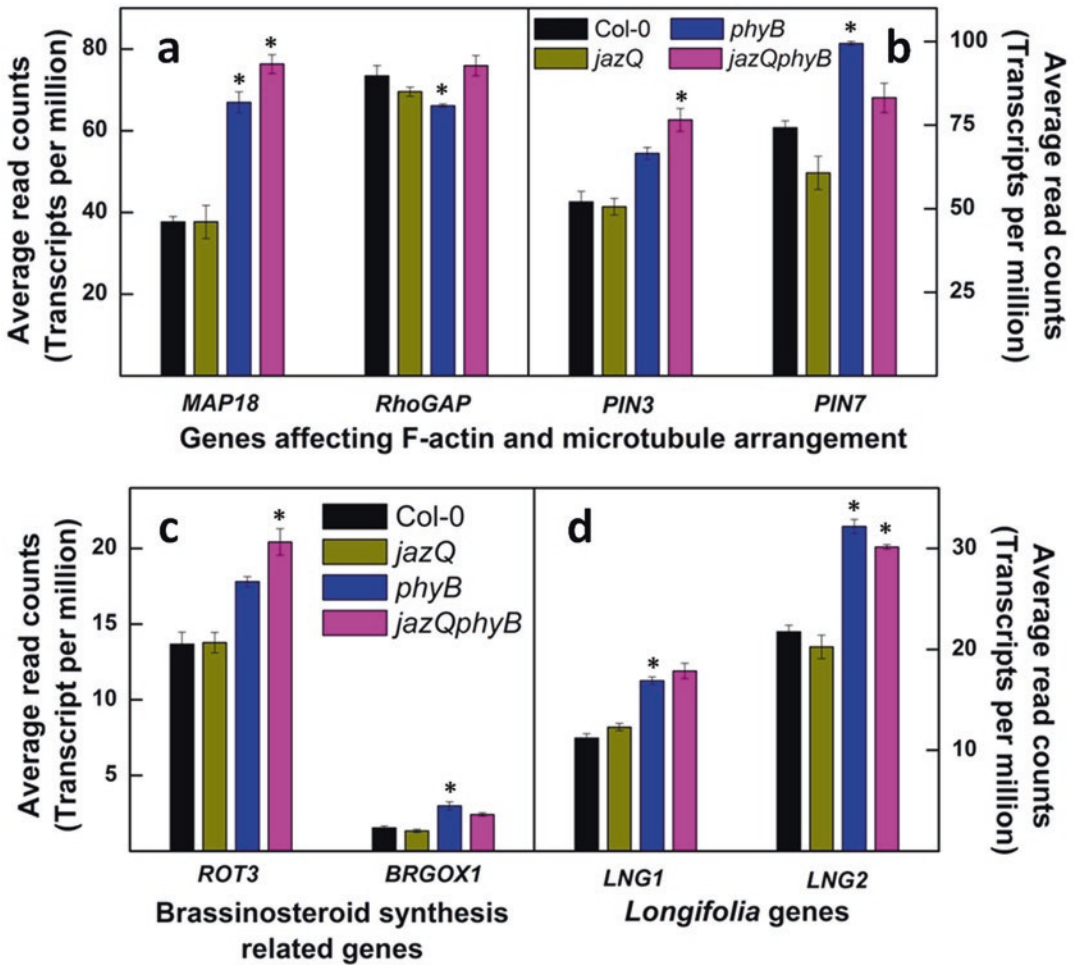 a
b
Col-0
phyB
jazQ
jazQphyB
Average read counts
(Transcripts per million)
80
60
40
20
100
75
50
25
Average read counts
(Transcripts per million)
*
*
*
*
*
MAP18
RhoGAP
PIN3
PIN7
Genes affecting F-actin and microtubule arrangement
c
d
Col-0
jazQ
phyB
jazQphyB
Average read counts
(Transcript per million)
20
15
10
5
30
20
10
Average read counts
(Transcripts per million)
*
*
*
*
*
ROT3
BRGOX1
LNG1
LNG2
Brassinosteroid synthesis
related genes
Longifolia genes